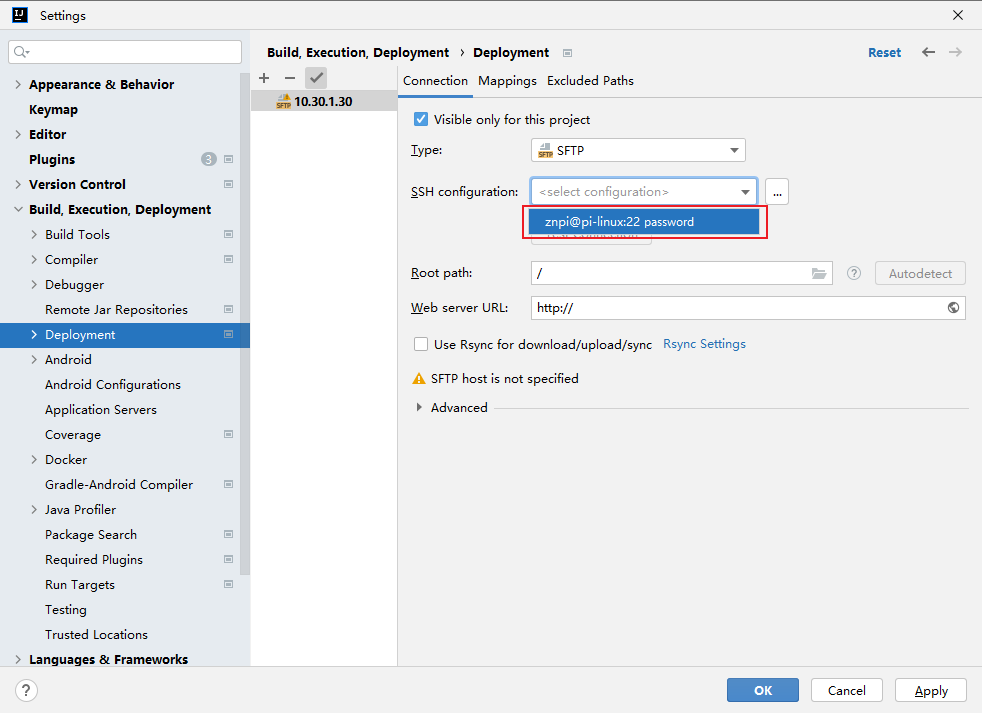 Settings
Build, Execution, Deployment › Deployment
Reset
Appearance & Behavior
Keymap
Editor
Plugins 3
Version Control
Build, Execution, Deployment
Build Tools
Compiler
Debugger
Remote Jar Repositories
Deployment
Android
Android Configurations
Application Servers
Coverage
Docker
Gradle-Android Compiler
Java Profiler
Package Search
Required Plugins
Run Targets
Testing
Trusted Locations
Languages & Frameworks
SFTP 10.30.1.30
Connection Mappings Excluded Paths
Visible only for this project
Type: SFTP SFTP
SSH configuration: <select configuration> ...
znpi@pi-linux:22 password
Root path: / ? Autodetect
Web server URL: http://
Use Rsync for download/upload/sync Rsync Settings
SFTP host is not specified
Advanced
? OK Cancel Apply